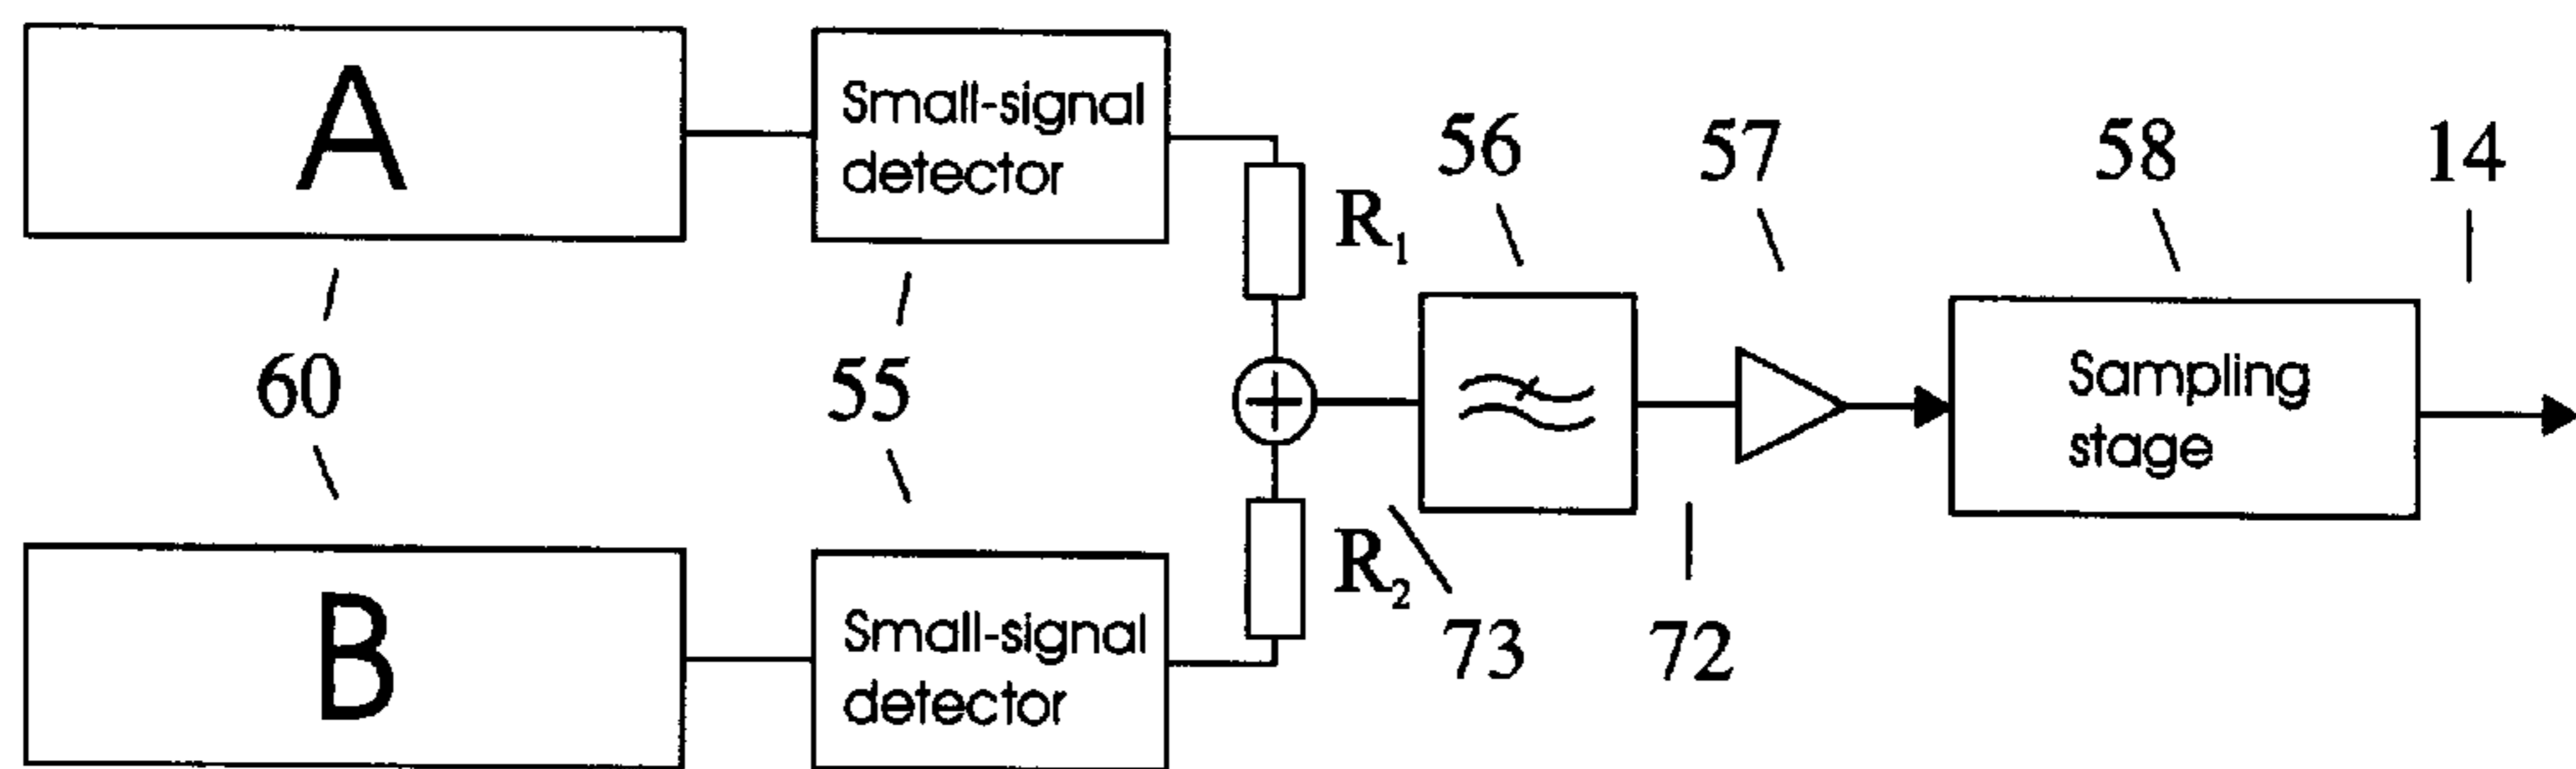 A
Small-signal
detector
R₁
56
57
58
14
60
55
Sampling
stage
B
Small-signal
detector
R₂
73
72